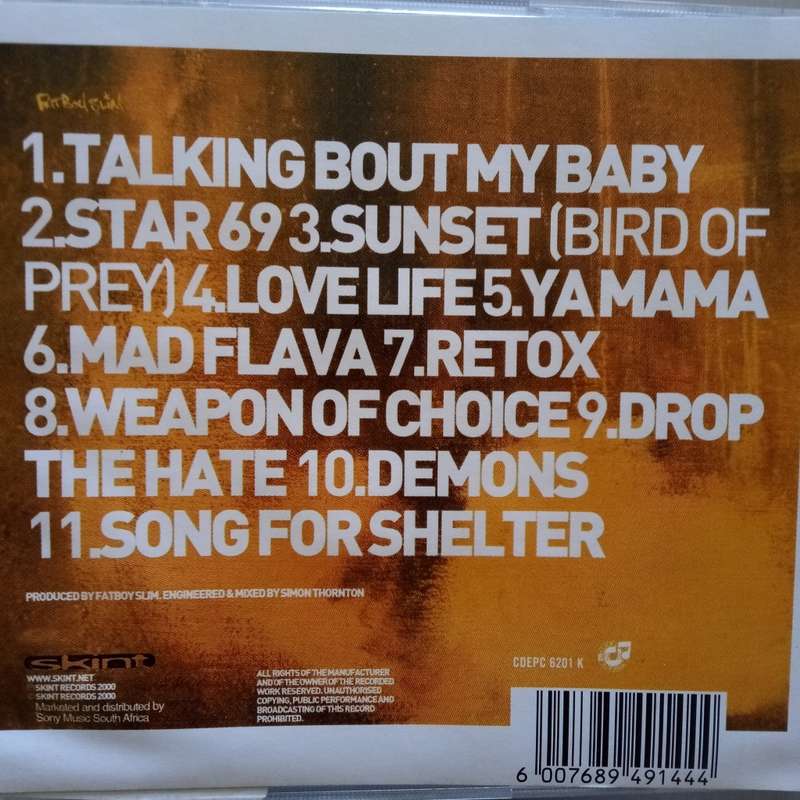 FATBOY SLIM
1.TALKING BOUT MY BABY
2.STAR 69 3.SUNSET (BIRD OF
PREY) 4.LOVE LIFE 5.YA MAMA
6.MAD FLAVA 7.RETOX
8.WEAPON OF CHOICE 9.DROP
THE HATE 10.DEMONS
11.SONG FOR SHELTER
PRODUCED BY FATBOY SLIM. ENGINEERED & MIXED BY SIMON THORNTON
skint
WWW.SKINT.NET
℗ SKINT RECORDS 2000
© SKINT RECORDS 2000
Marketed and distributed by
Sony Music South Africa
ALL RIGHTS OF THE MANUFACTURER
AND OF THE OWNER OF THE RECORDED
WORK RESERVED. UNAUTHORISED
COPYING, PUBLIC PERFORMANCE AND
BROADCASTING OF THIS RECORD
PROHIBITED.
CDEPC 6201 K
6 007689 491444